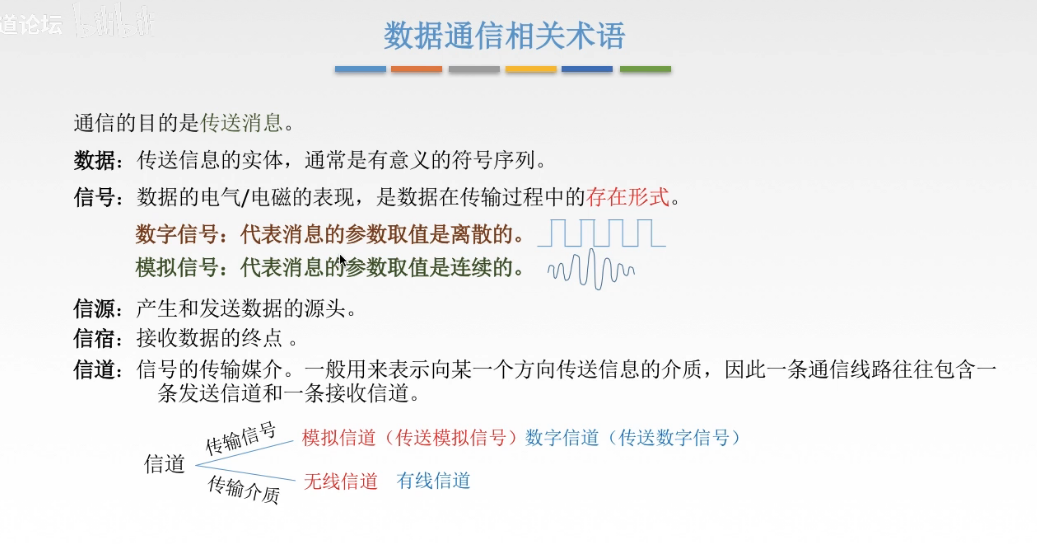 道论坛
数据通信相关术语
通信的目的是传送消息。
数据：传送信息的实体，通常是有意义的符号序列。
信号：数据的电气/电磁的表现，是数据在传输过程中的存在形式。
数字信号：代表消息的参数取值是离散的。
模拟信号：代表消息的参数取值是连续的。
信源：产生和发送数据的源头。
信宿：接收数据的终点 。
信道：信号的传输媒介。一般用来表示向某一个方向传送信息的介质，因此一条通信线路往往包含一
条发送信道和一条接收信道。
传输信号
模拟信道（传送模拟信号）数字信道（传送数字信号）
信道
传输介质
无线信道 有线信道